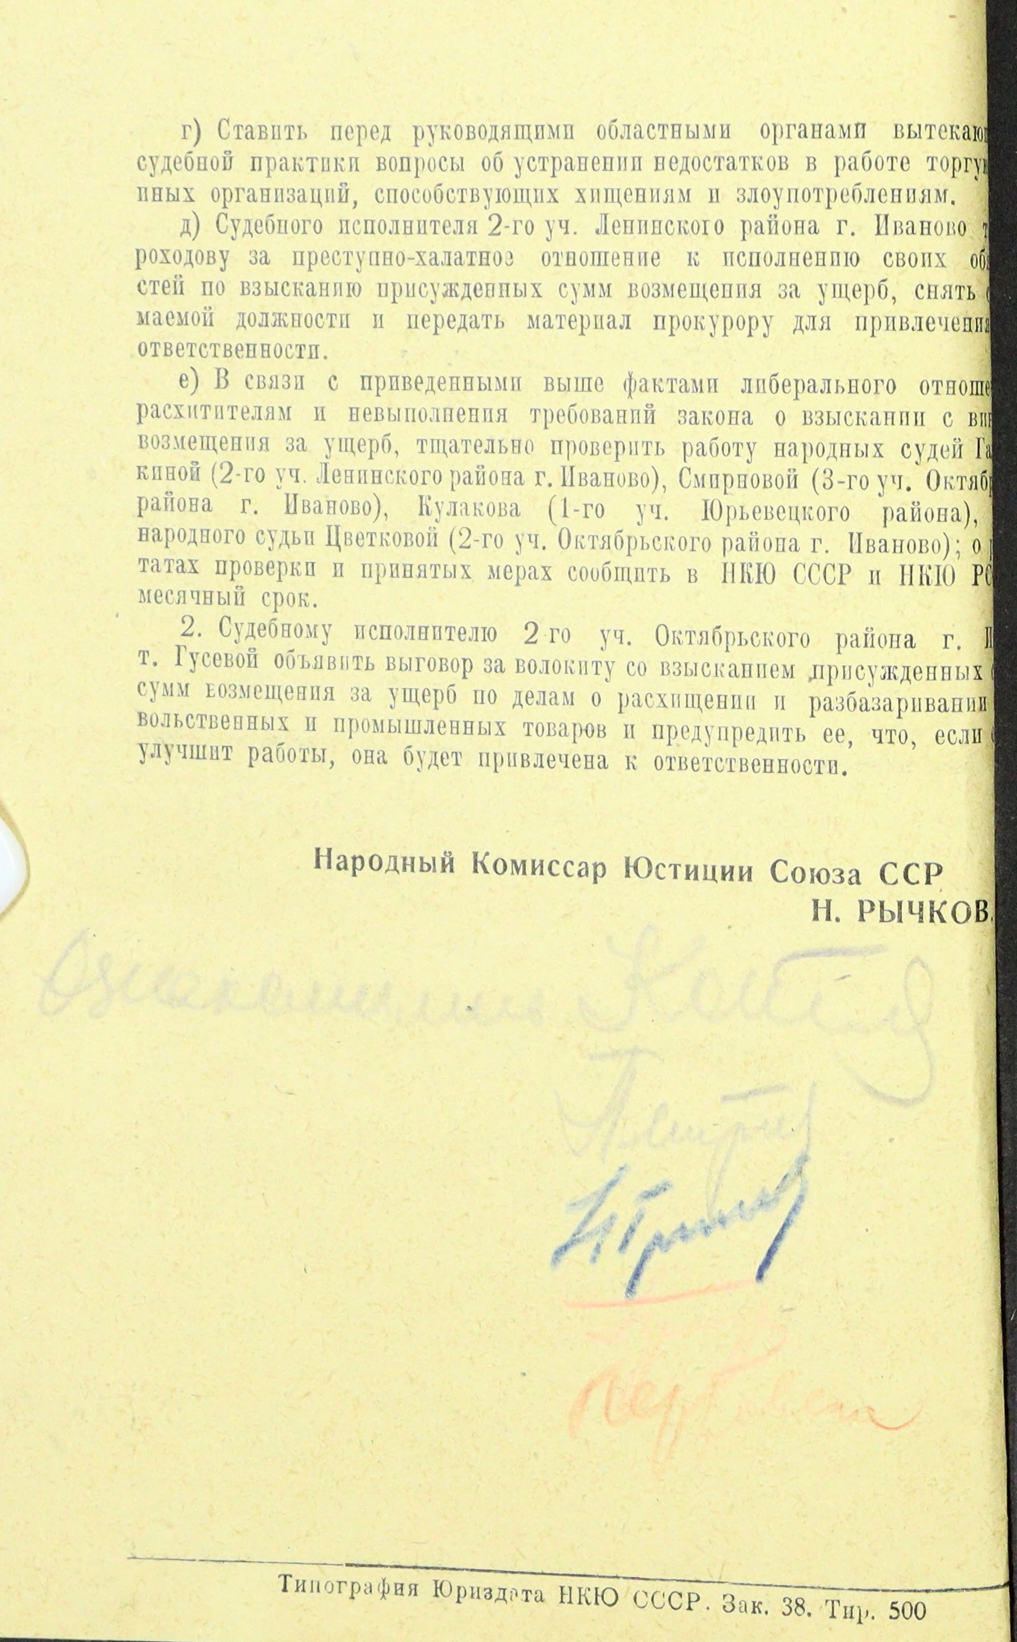 г) Ставить перед руководящими областными органами вытекаю
судебной практики вопросы об устранении недостатков в работе торгу
иных организаций, способствующих хищениям и злоупотреблениям.
д) Судебного исполнителя 2-го уч. Ленинского района г. Иваново т
роходову за преступно-халатное отношение к исполнению своих об
стей по взысканию присужденных сумм возмещения за ущерб, снять
маемой должности и передать материал прокурору для привлечени
ответственности.
е) В связи с приведенными выше фактами либерального отноше
расхитителям и невыполнения требований закона о взыскании с ви
возмещения за ущерб, тщательно проверить работу народных судей Га
киной (2-го уч. Ленинского района г. Иваново), Смирновой (3-го уч. Октяб
района г. Иваново), Кулакова (1-го уч. Юрьевецкого района),
народного судьи Цветковой (2-го уч. Октябрьского района г. Иваново); о
татах проверки и принятых мерах сообщить в НКЮ СССР и НКЮ РС
месячный срок.
2. Судебному исполнителю 2 го уч. Октябрьского района г. И
т. Гусевой объявить выговор за волокиту со взысканием присужденных
сумм возмещения за ущерб по делам о расхищении и разбазаривании
вольственных и промышленных товаров и предупредить ее, что, если
улучшит работы, она будет привлечена к ответственности.
Народный Комиссар Юстиции Союза ССР
Н. РЫЧКОВ.
Ознакомились
Типография Юриздата НКЮ СССР. Зак. 38. Тир. 500